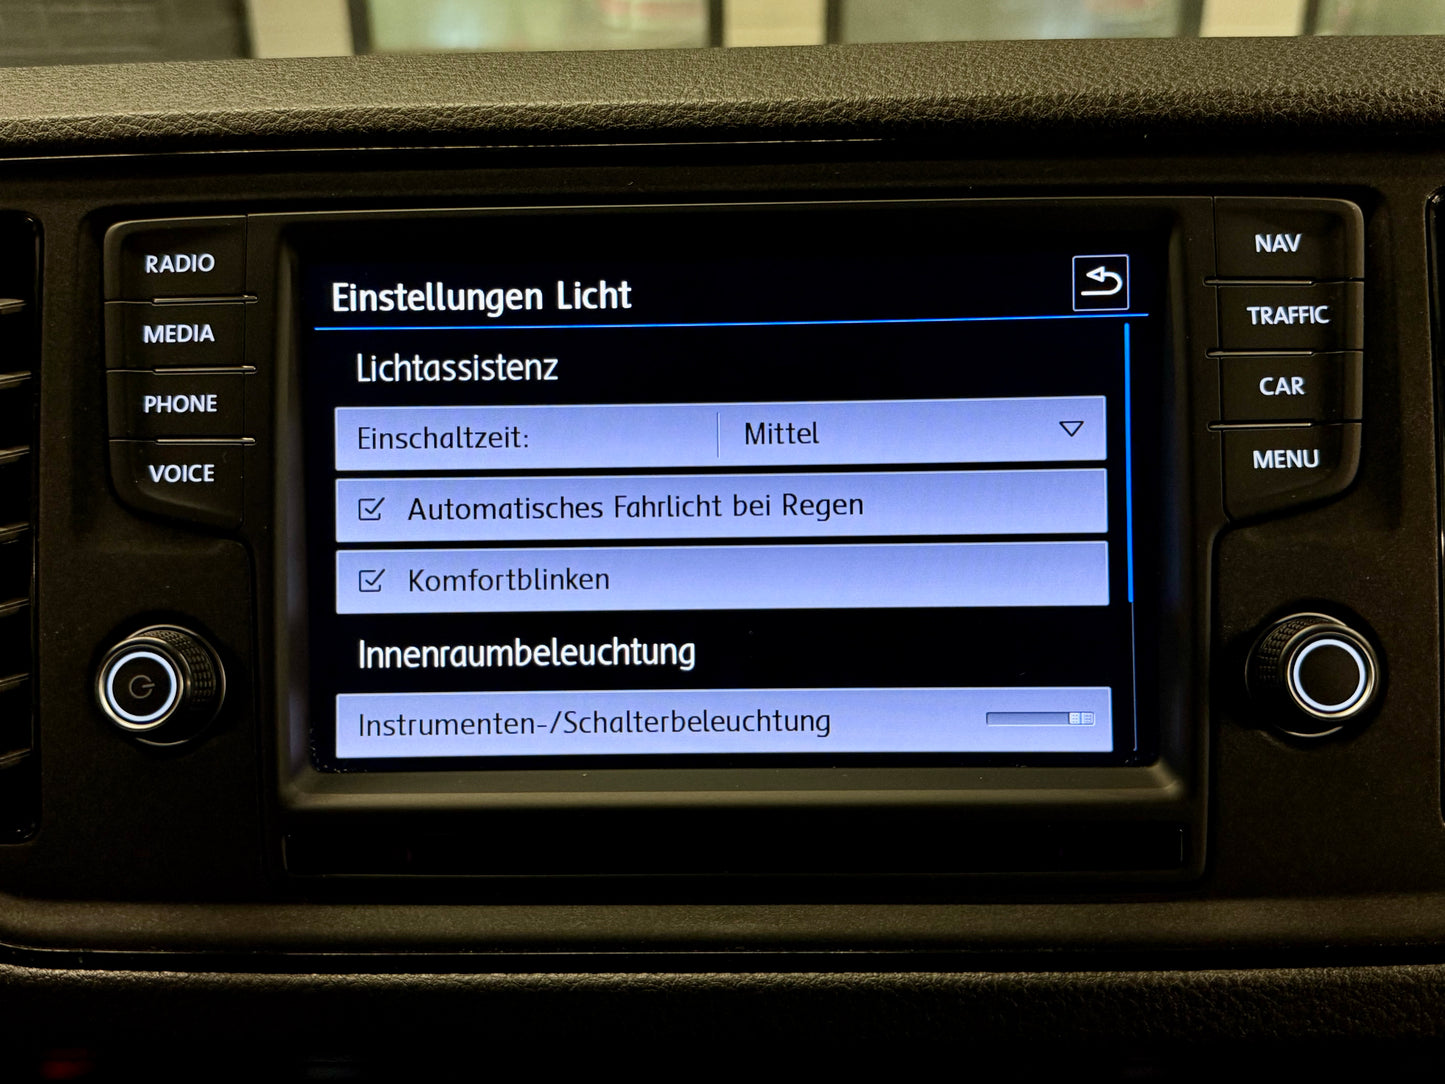 RADIO
MEDIA
PHONE
VOICE
Einstellungen Licht
Lichtassistenz
Einschaltzeit: Mittel
Automatisches Fahrlicht bei Regen
Komfortblinken
Innenraumbeleuchtung
Instrumenten-/Schalterbeleuchtung
NAV
TRAFFIC
CAR
MENU